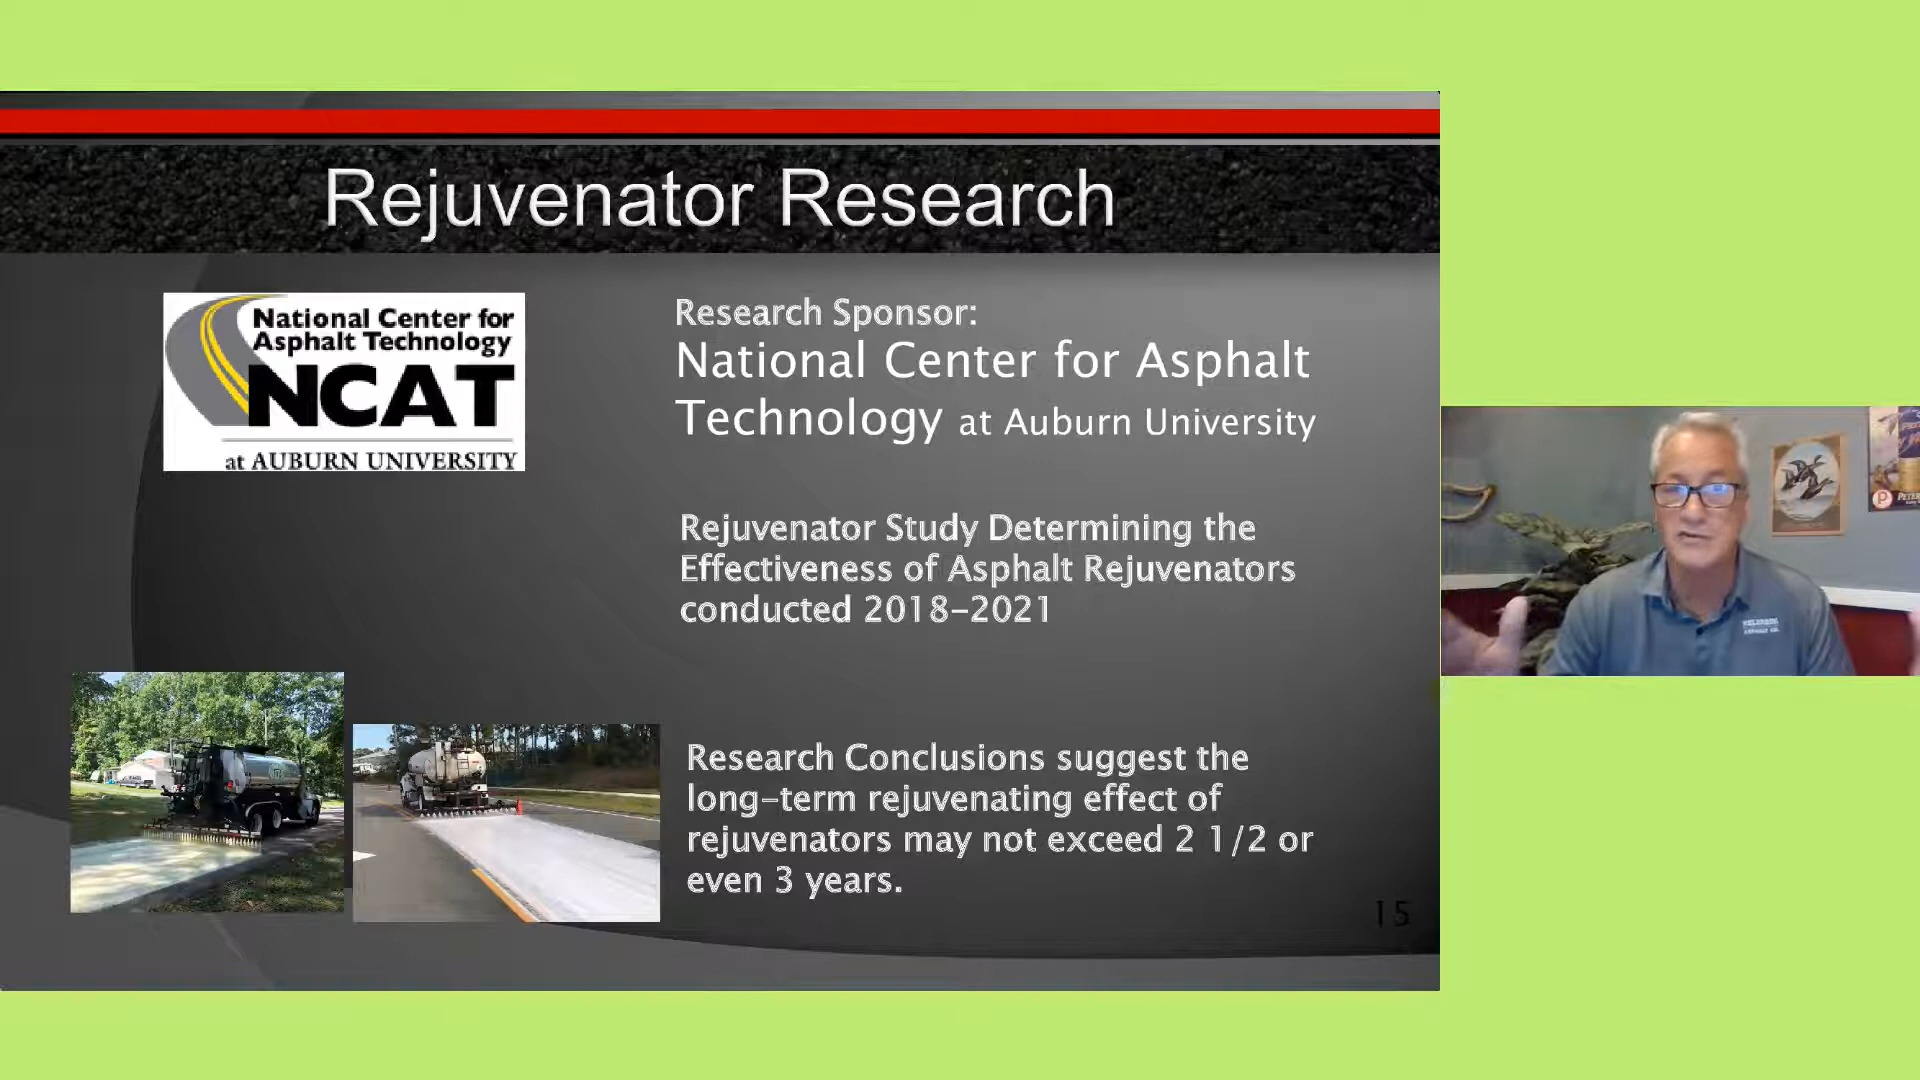 Rejuvenator Research
National Center for
Asphalt Technology
NCAT
at AUBURN UNIVERSITY
Research Sponsor:
National Center for Asphalt
Technology at Auburn University
Rejuvenator Study Determining the
Effectiveness of Asphalt Rejuvenators
conducted 2018-2021
Research Conclusions suggest the
long-term rejuvenating effect of
rejuvenators may not exceed 2 1/2 or
even 3 years.
15